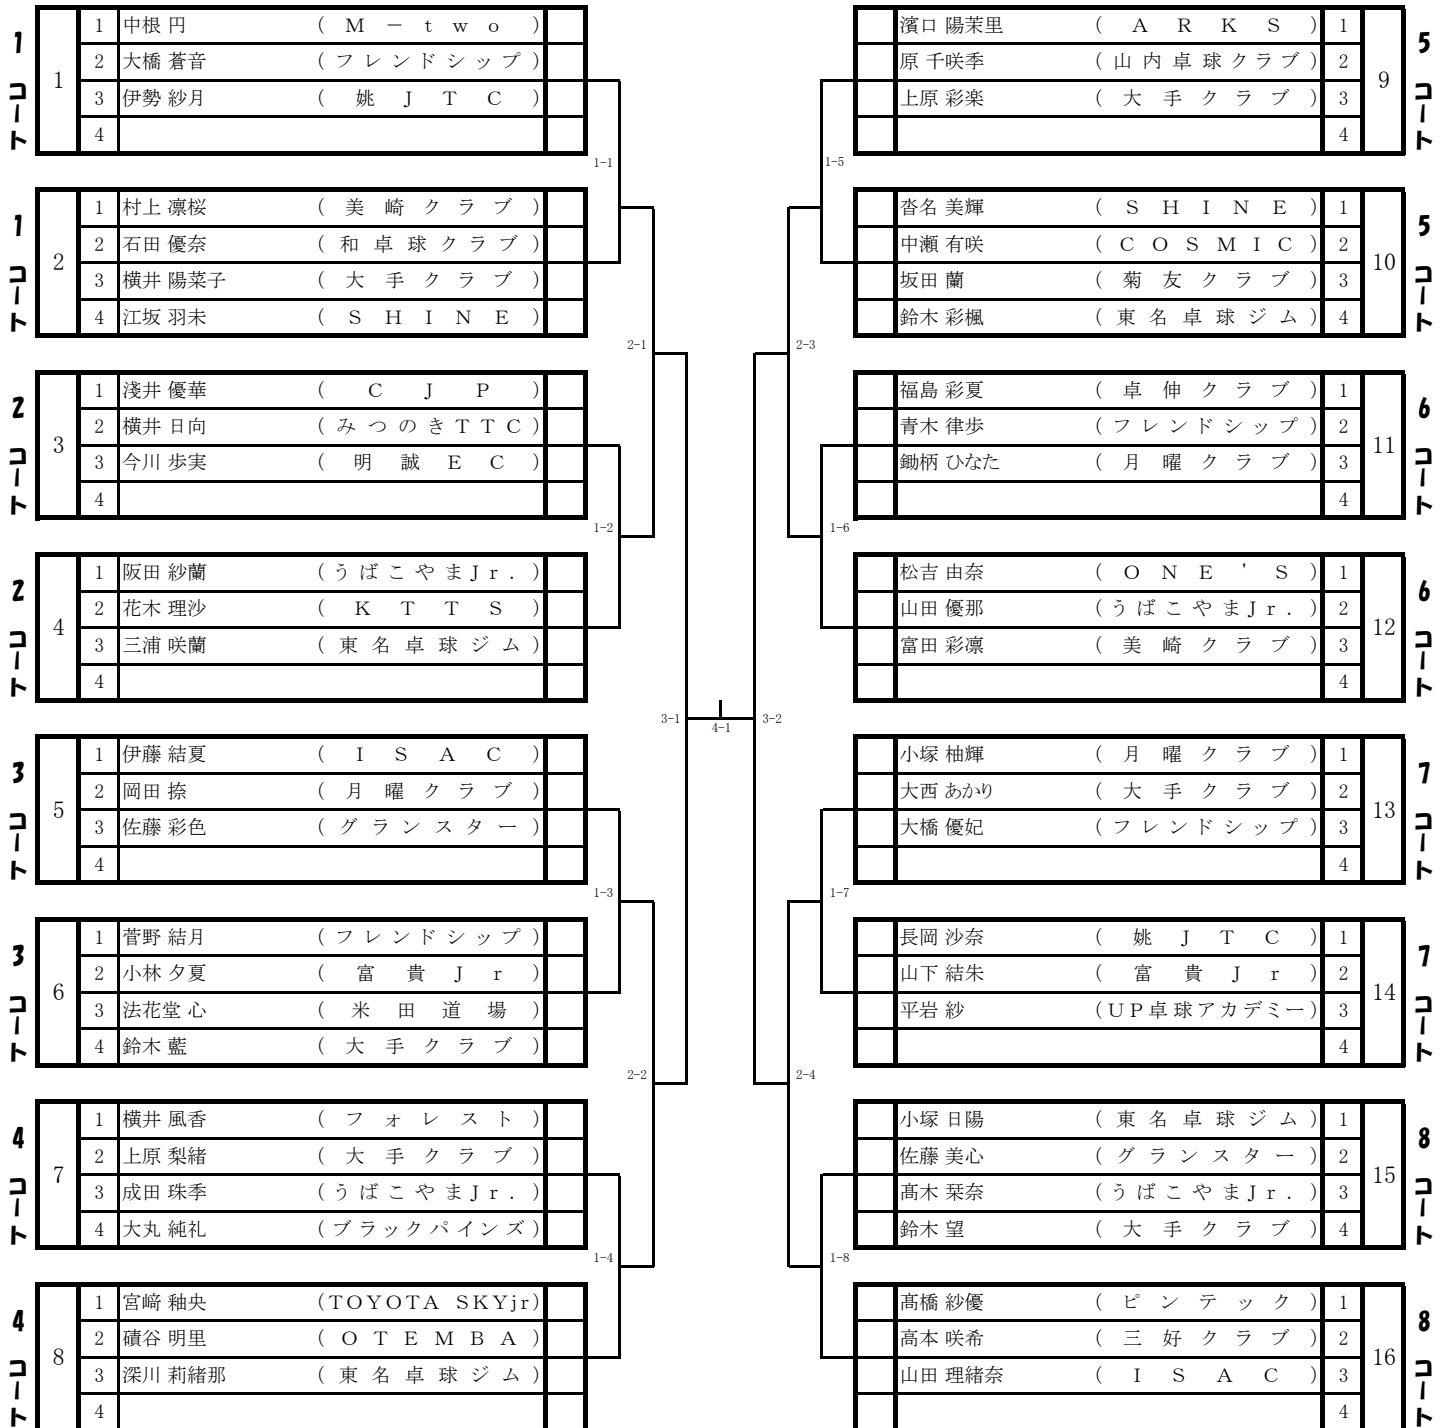 1 コート
1
1 中根 円 (M－two)
2 大橋 蒼音 (フレンドシップ)
3 伊勢 紗月 (姚JTC)
4
1 コート
2
1 村上 凛桜 (美崎クラブ)
2 石田 優奈 (和卓球クラブ)
3 横井 陽菜子 (大手クラブ)
4 江坂 羽未 (SHINE)
2 コート
3
1 淺井 優華 (CJP)
2 横井 日向 (みつのきTTC)
3 今川 歩実 (明誠EC)
4
2 コート
4
1 阪田 紗蘭 (うばこやまJr.)
2 花木 理沙 (KTTS)
3 三浦 咲蘭 (東名卓球ジム)
4
3 コート
5
1 伊藤 結夏 (ISAC)
2 岡田 捺 (月曜クラブ)
3 佐藤 彩色 (グランスター)
4
3 コート
6
1 菅野 結月 (フレンドシップ)
2 小林 夕夏 (富貴Jr)
3 法花堂 心 (米田道場)
4 鈴木 藍 (大手クラブ)
4 コート
7
1 横井 風香 (フォレスト)
2 上原 梨緒 (大手クラブ)
3 成田 珠季 (うばこやまJr.)
4 大丸 純礼 (ブラックパインズ)
4 コート
8
1 宮﨑 釉央 (TOYOTA SKYjr)
2 磧谷 明里 (OTEMBA)
3 深川 莉緒那 (東名卓球ジム)
4
1-1
2-1
1-2
3-1
4-1
3-2
1-3
2-2
1-4
1-5
2-3
1-6
1-7
2-4
1-8
濱口 陽茉里 (ARKS) 1
原 千咲季 (山内卓球クラブ) 2
上原 彩楽 (大手クラブ) 3
4
9
5 コート
沓名 美輝 (SHINE) 1
中瀬 有咲 (COSMIC) 2
坂田 蘭 (菊友クラブ) 3
鈴木 彩楓 (東名卓球ジム) 4
10
5 コート
福島 彩夏 (卓伸クラブ) 1
青木 律歩 (フレンドシップ) 2
鋤柄 ひなた (月曜クラブ) 3
4
11
6 コート
松吉 由奈 (ONE'S) 1
山田 優那 (うばこやまJr.) 2
富田 彩凛 (美崎クラブ) 3
4
12
6 コート
小塚 柚輝 (月曜クラブ) 1
大西 あかり (大手クラブ) 2
大橋 優妃 (フレンドシップ) 3
4
13
7 コート
長岡 沙奈 (姚JTC) 1
山下 結朱 (富貴Jr) 2
平岩 紗 (UP卓球アカデミー) 3
4
14
7 コート
小塚 日陽 (東名卓球ジム) 1
佐藤 美心 (グランスター) 2
髙木 栞奈 (うばこやまJr.) 3
鈴木 望 (大手クラブ) 4
15
8 コート
髙橋 紗優 (ピンテック) 1
高本 咲希 (三好クラブ) 2
山田 理緒奈 (ISAC) 3
4
16
8 コート